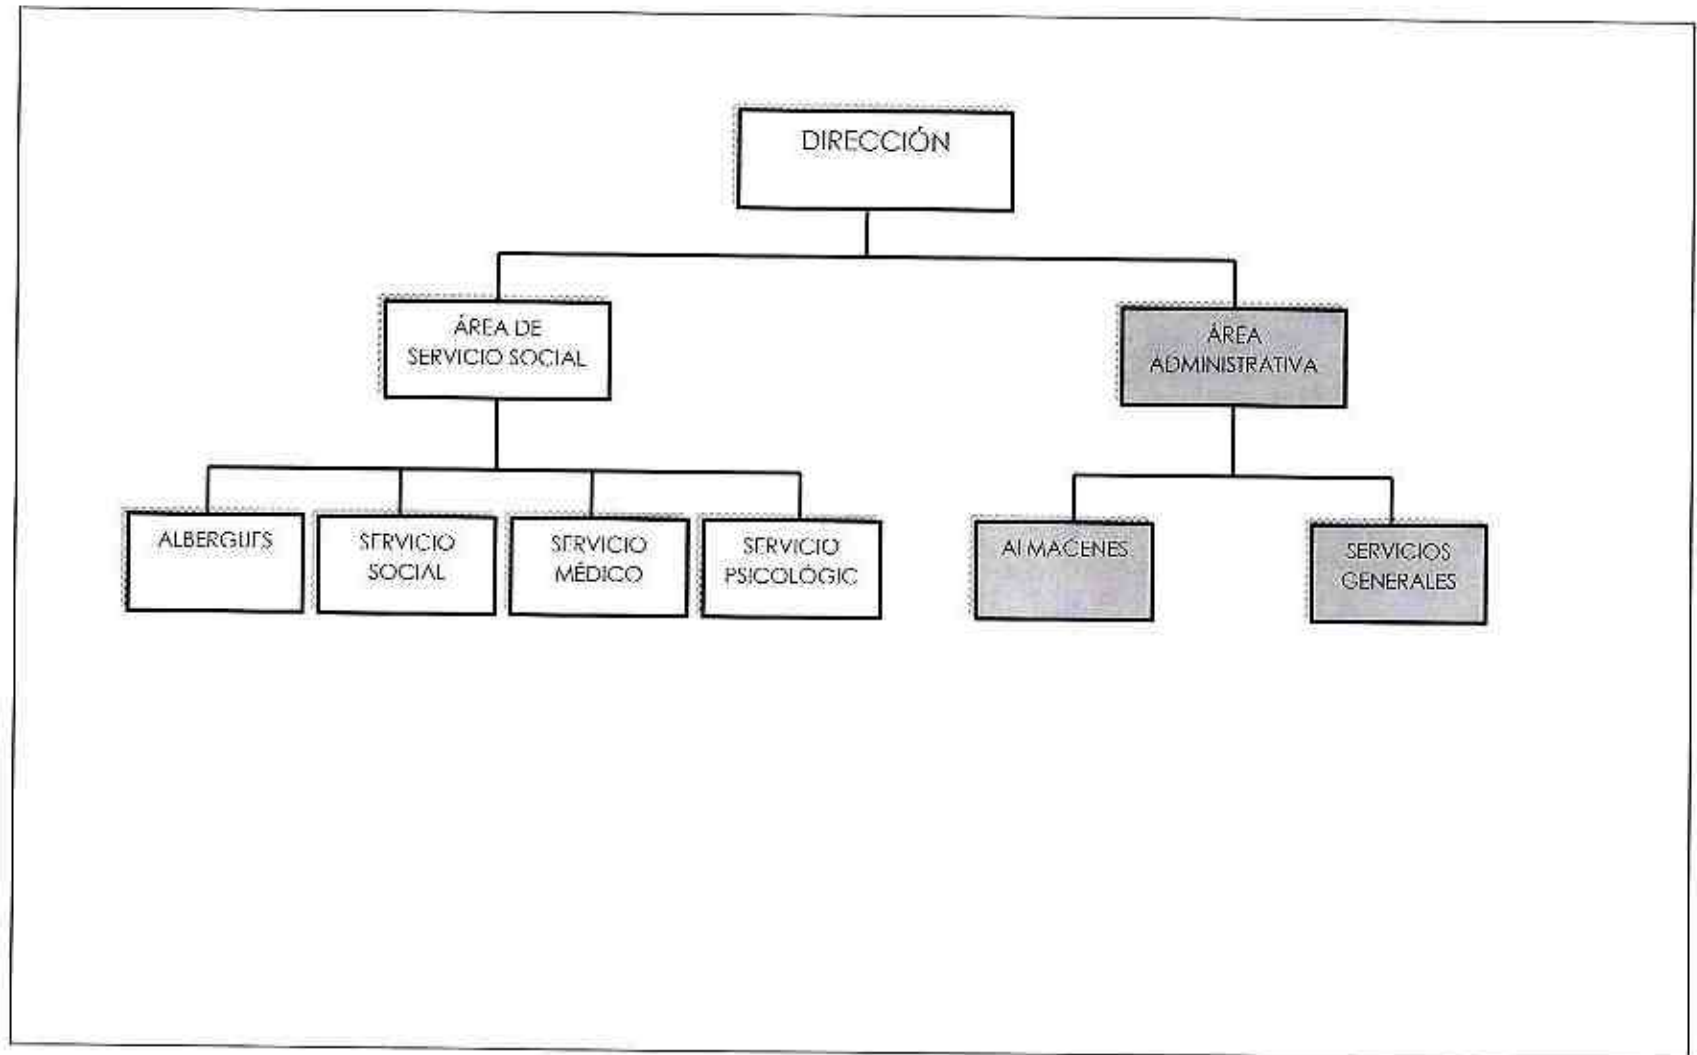 DIRECCIÓN
ÁREA DE
SERVICIO SOCIAL
ÁREA
ADMINISTRATIVA
ALBERGUES
SERVICIO
SOCIAL
SERVICIO
MÉDICO
SERVICIO
PSICOLÓGIC
ALMACENES
SERVICIOS
GENERALES